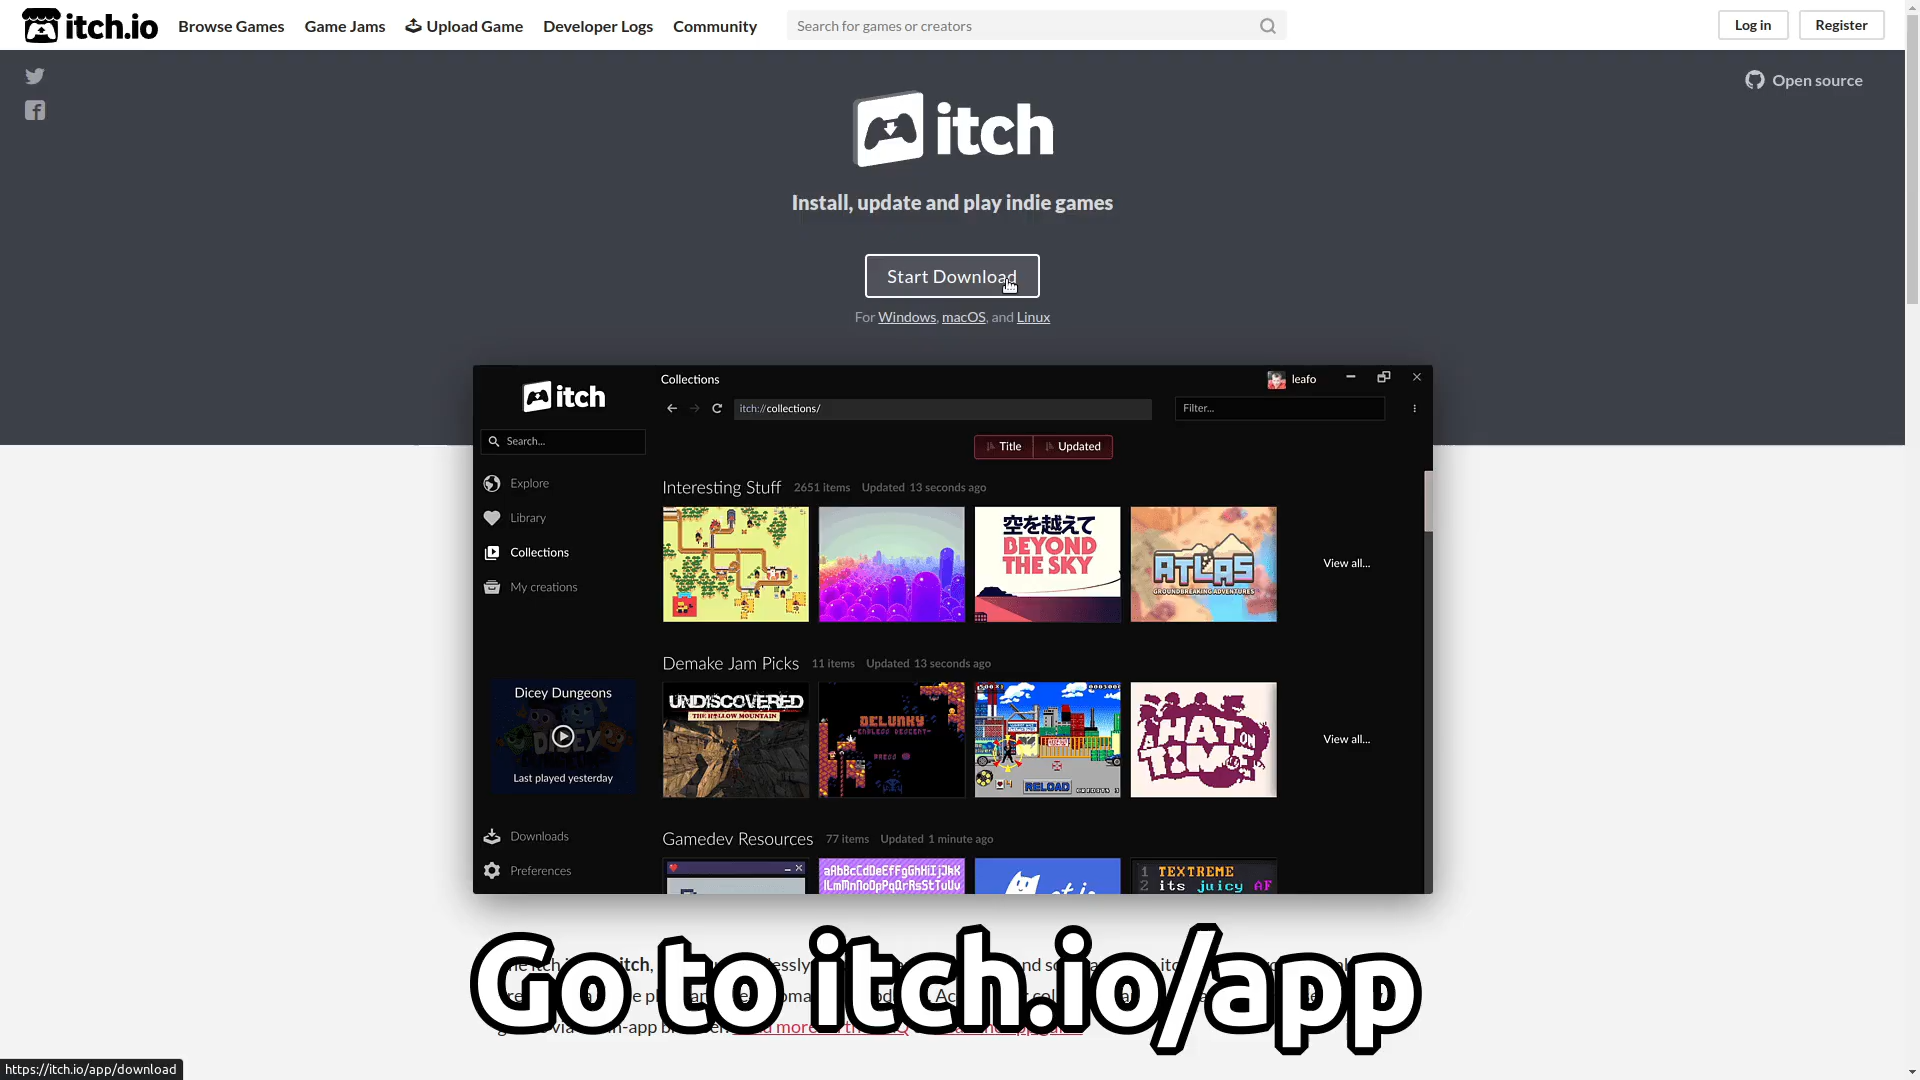 itch.io Browse Games Game Jams Upload Game Developer Logs Community Search for games or creators Log in Register
Open source
itch
Install, update and play indie games
Start Download
For Windows, macOS, and Linux
itch
Collections
leafo
itch://collections/
Filter...
Search...
Title Updated
Explore
Library
Collections
My creations
Interesting Stuff 2651 items Updated 13 seconds ago
空を越えて
BEYOND
THE SKY
ATLAS
GROUNDBREAKING ADVENTURES
View all...
Demake Jam Picks 11 items Updated 13 seconds ago
UNDISCOVERED
THE HOLLOW MOUNTAIN
DELUNKY
-ENDLESS DESCENT-
RELOAD
A HAT ON
TIME
View all...
Dicey Dungeons
Last played yesterday
Downloads
Preferences
Gamedev Resources 77 items Updated 1 minute ago
aAbBcCdDeEfFgGhHiIjJkK
lLmMnNoOpPqQrRsStTuUv
1 TEXTREME
2 its juicy AF
Go to itch.io/app
https://itch.io/app/download